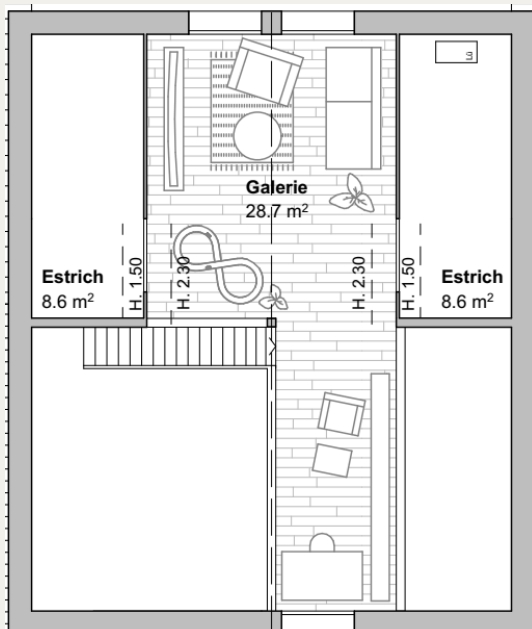 Galerie
28.7 m²
Estrich
8.6 m²
H. 1.50
H. 2.30
H. 2.30
H. 1.50
Estrich
8.6 m²